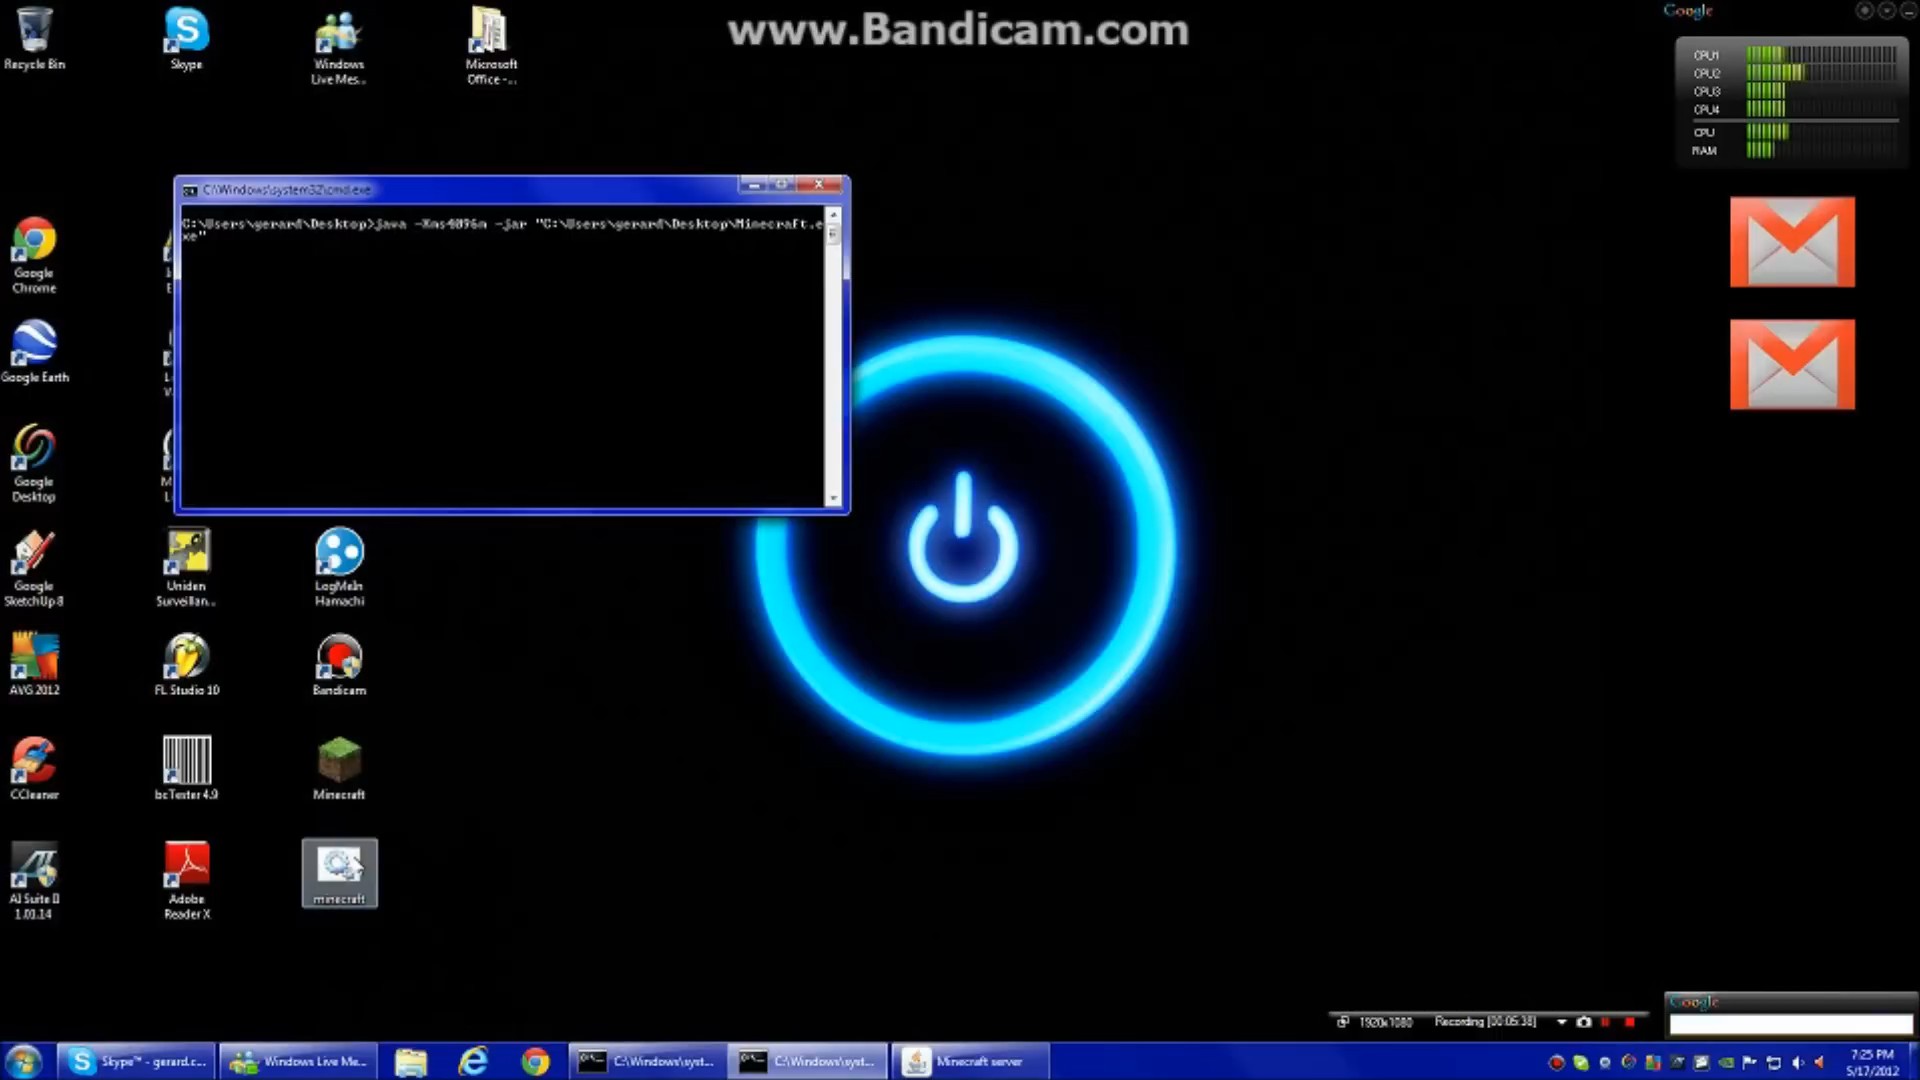 www.Bandicam.com
Google
Recycle Bin
Skype
Windows
Live Mes...
Microsoft
Office -...
CPU1
CPU2
CPU3
CPU4
CPU
RAM
C:\Windows\system32\cmd.exe
C:\Users\gerard\Desktop>java -Xms4096m -jar "C:\Users\gerard\Desktop\Minecraft.e
xe"
Google
Chrome
Google Earth
Google
Desktop
Google
SketchUp 8
Uniden
Surveillan...
LogMeIn
Hamachi
AVG 2012
FL Studio 10
Bandicam
CCleaner
bcTester 4.9
Minecraft
AI Suite II
1.01.14
Adobe
Reader X
minecraft
1920x1080
Recording [00:05:38]
Google
Skype™ - gerard.c...
Windows Live Me...
C:\Windows\syst...
C:\Windows\syst...
Minecraft server
7:25 PM
5/17/2012